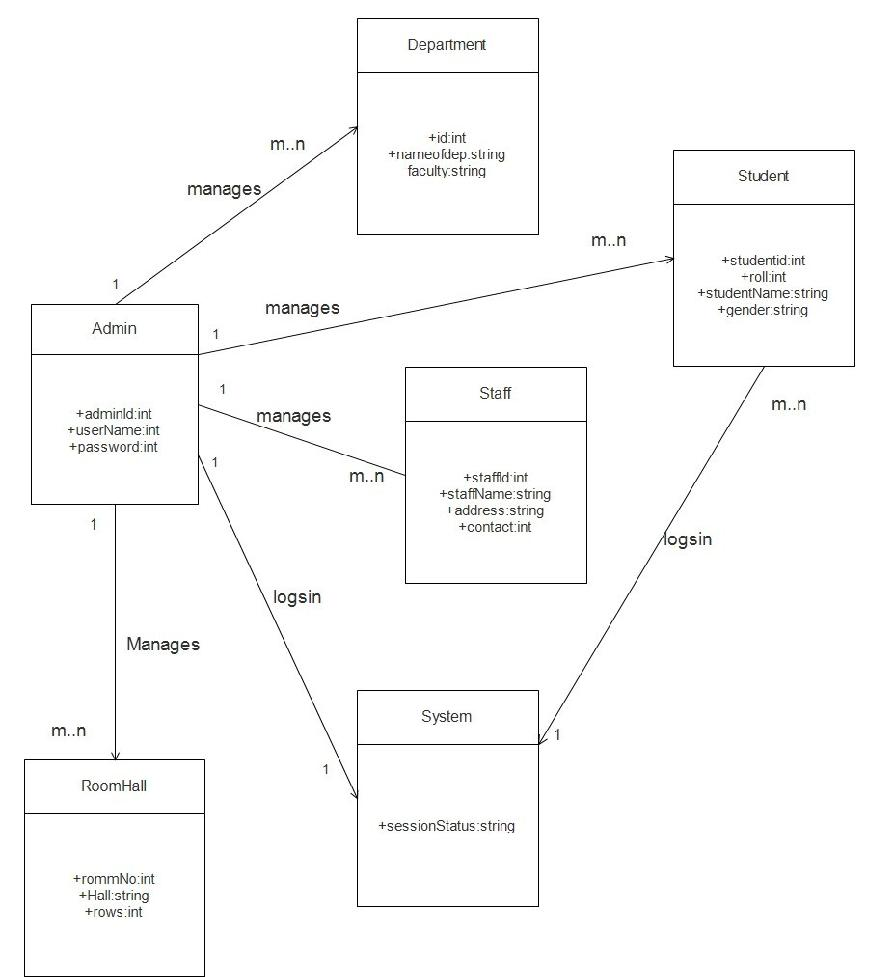 Department
+id:int
+nameofdep:string
faculty:string
m..n
manages
1
Student
+studentid:int
+roll:int
+studentName:string
+gender:string
m..n
manages
1
Admin
+adminId:int
+userName:int
+password:int
1
manages
m..n
Staff
+staffId:int
+staffName:string
+address:string
+contact:int
m..n
logsin
1
1
logsin
1
1
Manages
m..n
System
+sessionStatus:string
RoomHall
+rommNo:int
+Hall:string
+rows:int